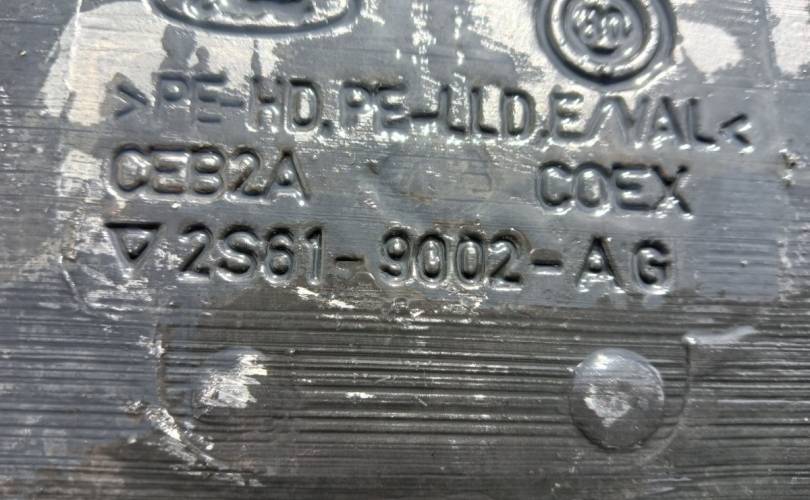 >PE-HD,PE-LLD,E/VAL<
CEB2A COEX
2S61-9002-AG